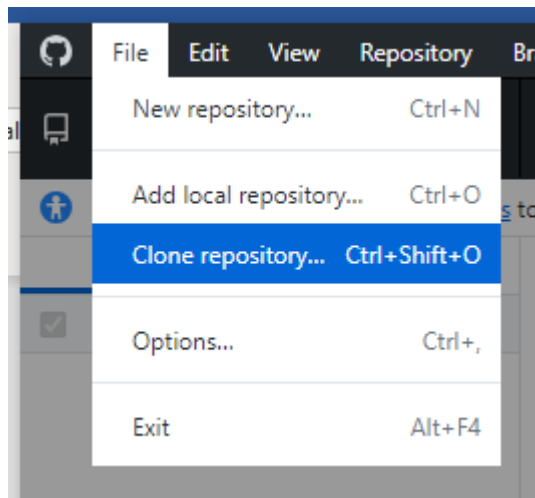 File Edit View Repository Br
New repository... Ctrl+N
Add local repository... Ctrl+O
Clone repository... Ctrl+Shift+O
Options... Ctrl+,
Exit Alt+F4